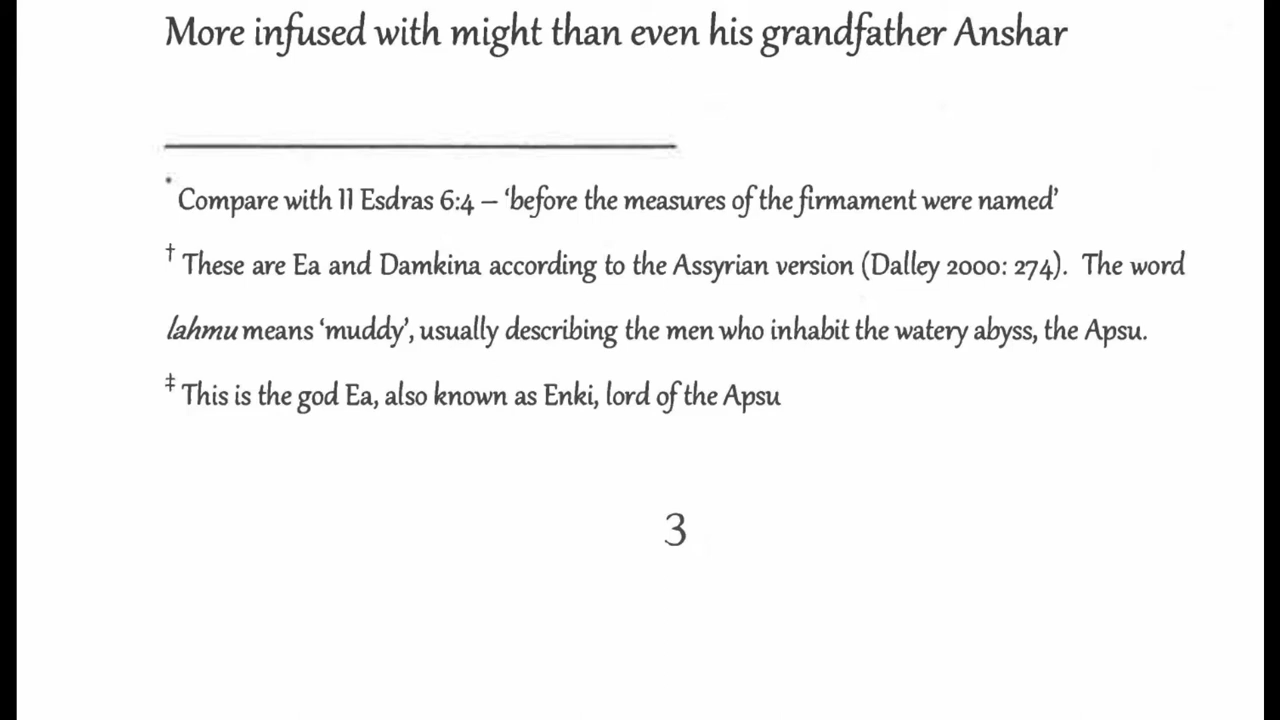 More infused with might than even his grandfather Anshar
* Compare with II Esdras 6:4 – ‘before the measures of the firmament were named’
† These are Ea and Damkina according to the Assyrian version (Dalley 2000: 274). The word
lahmu means ‘muddy’, usually describing the men who inhabit the watery abyss, the Apsu.
‡ This is the god Ea, also known as Enki, lord of the Apsu
3